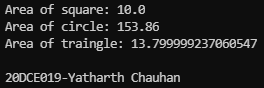 Area of square: 10.0
Area of circle: 153.86
Area of traingle: 13.799999237060547
20DCE019-Yatharth Chauhan